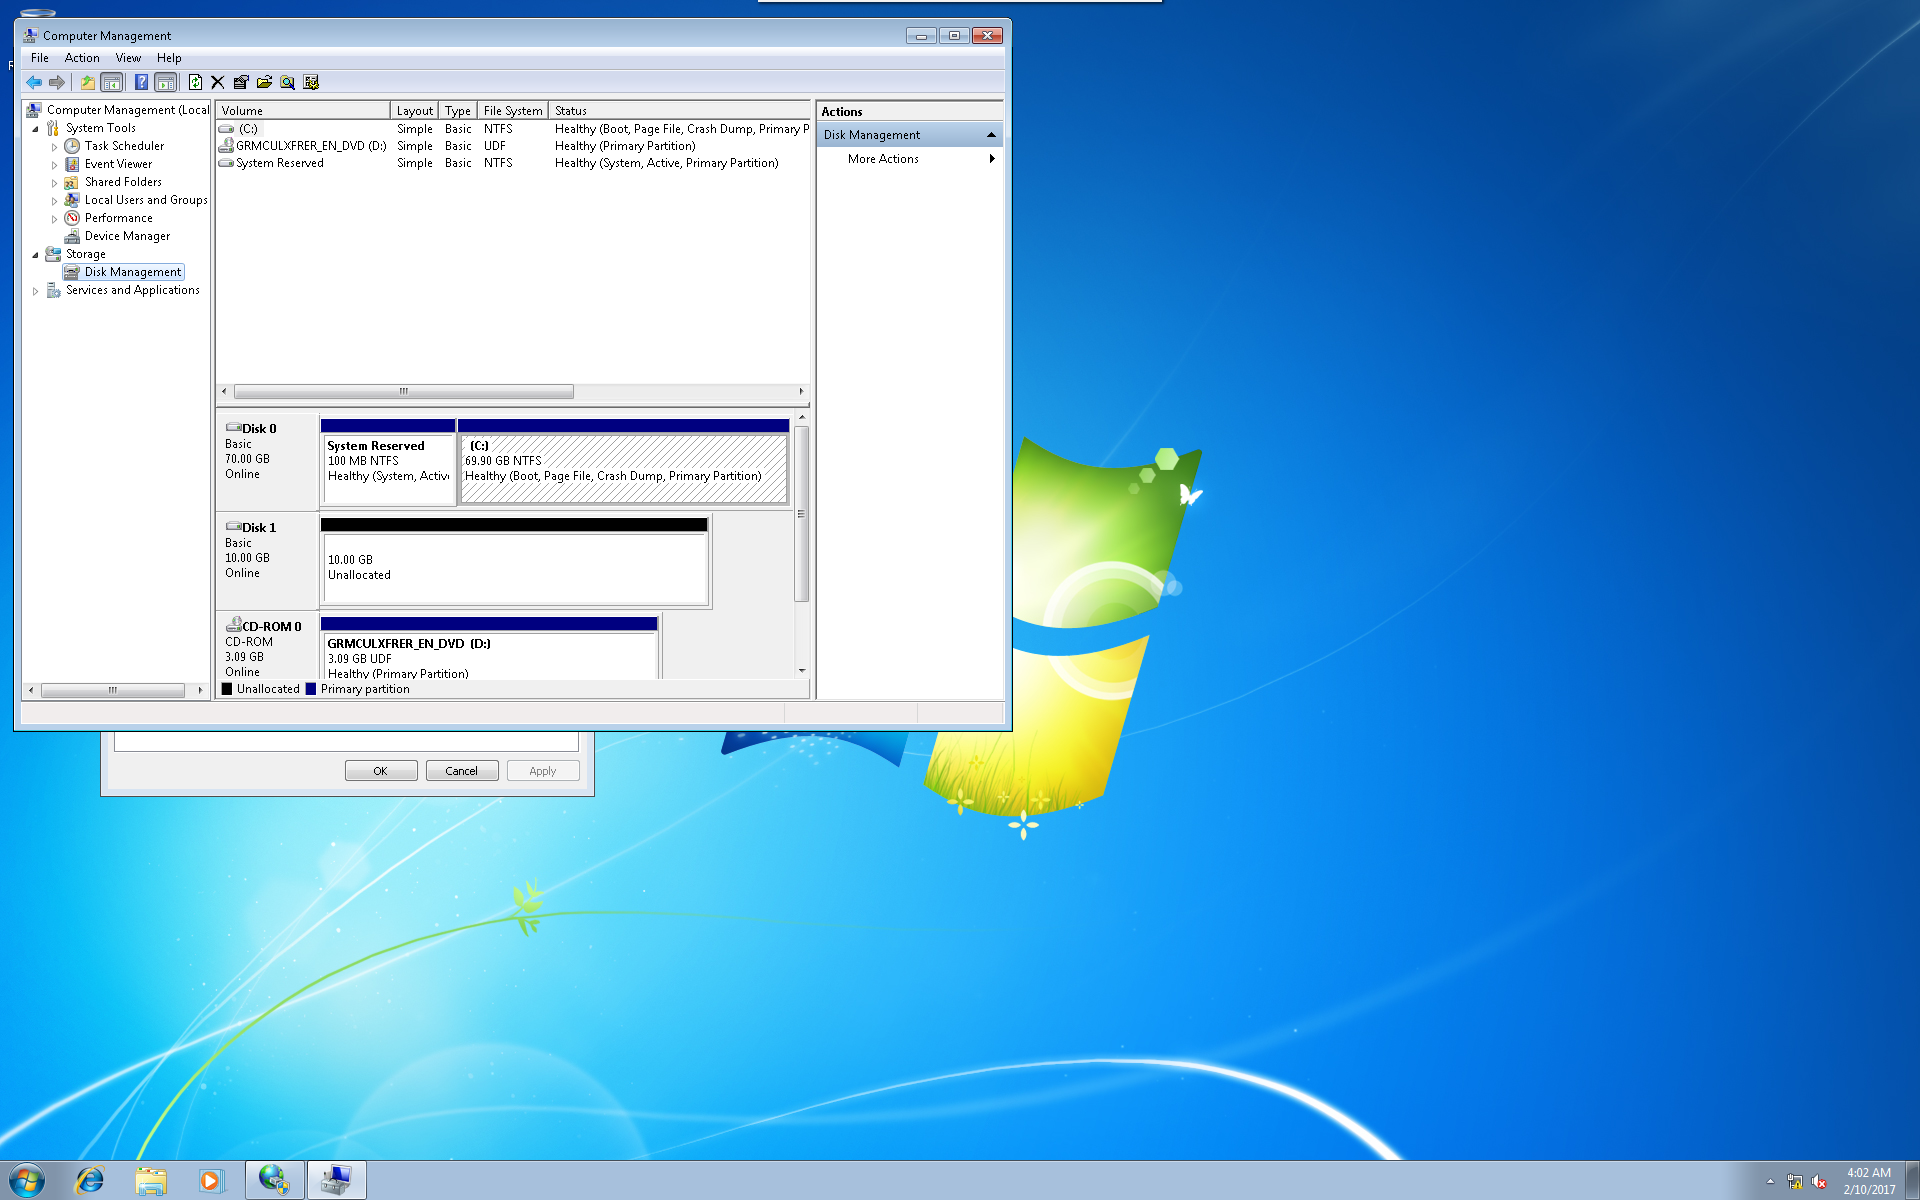 Computer Management
File Action View Help
Computer Management (Local
System Tools
Task Scheduler
Event Viewer
Shared Folders
Local Users and Groups
Performance
Device Manager
Storage
Disk Management
Services and Applications
Volume Layout Type File System Status
(C:) Simple Basic NTFS Healthy (Boot, Page File, Crash Dump, Primary P
GRMCULXFRER_EN_DVD (D:) Simple Basic UDF Healthy (Primary Partition)
System Reserved Simple Basic NTFS Healthy (System, Active, Primary Partition)
Disk 0
Basic
70.00 GB
Online
System Reserved
100 MB NTFS
Healthy (System, Activ
(C:)
69.90 GB NTFS
Healthy (Boot, Page File, Crash Dump, Primary Partition)
Disk 1
Basic
10.00 GB
Online
10.00 GB
Unallocated
CD-ROM 0
CD-ROM
3.09 GB
Online
GRMCULXFRER_EN_DVD (D:)
3.09 GB UDF
Healthy (Primary Partition)
Unallocated Primary partition
Actions
Disk Management
More Actions
OK Cancel Apply
4:02 AM
2/10/2017